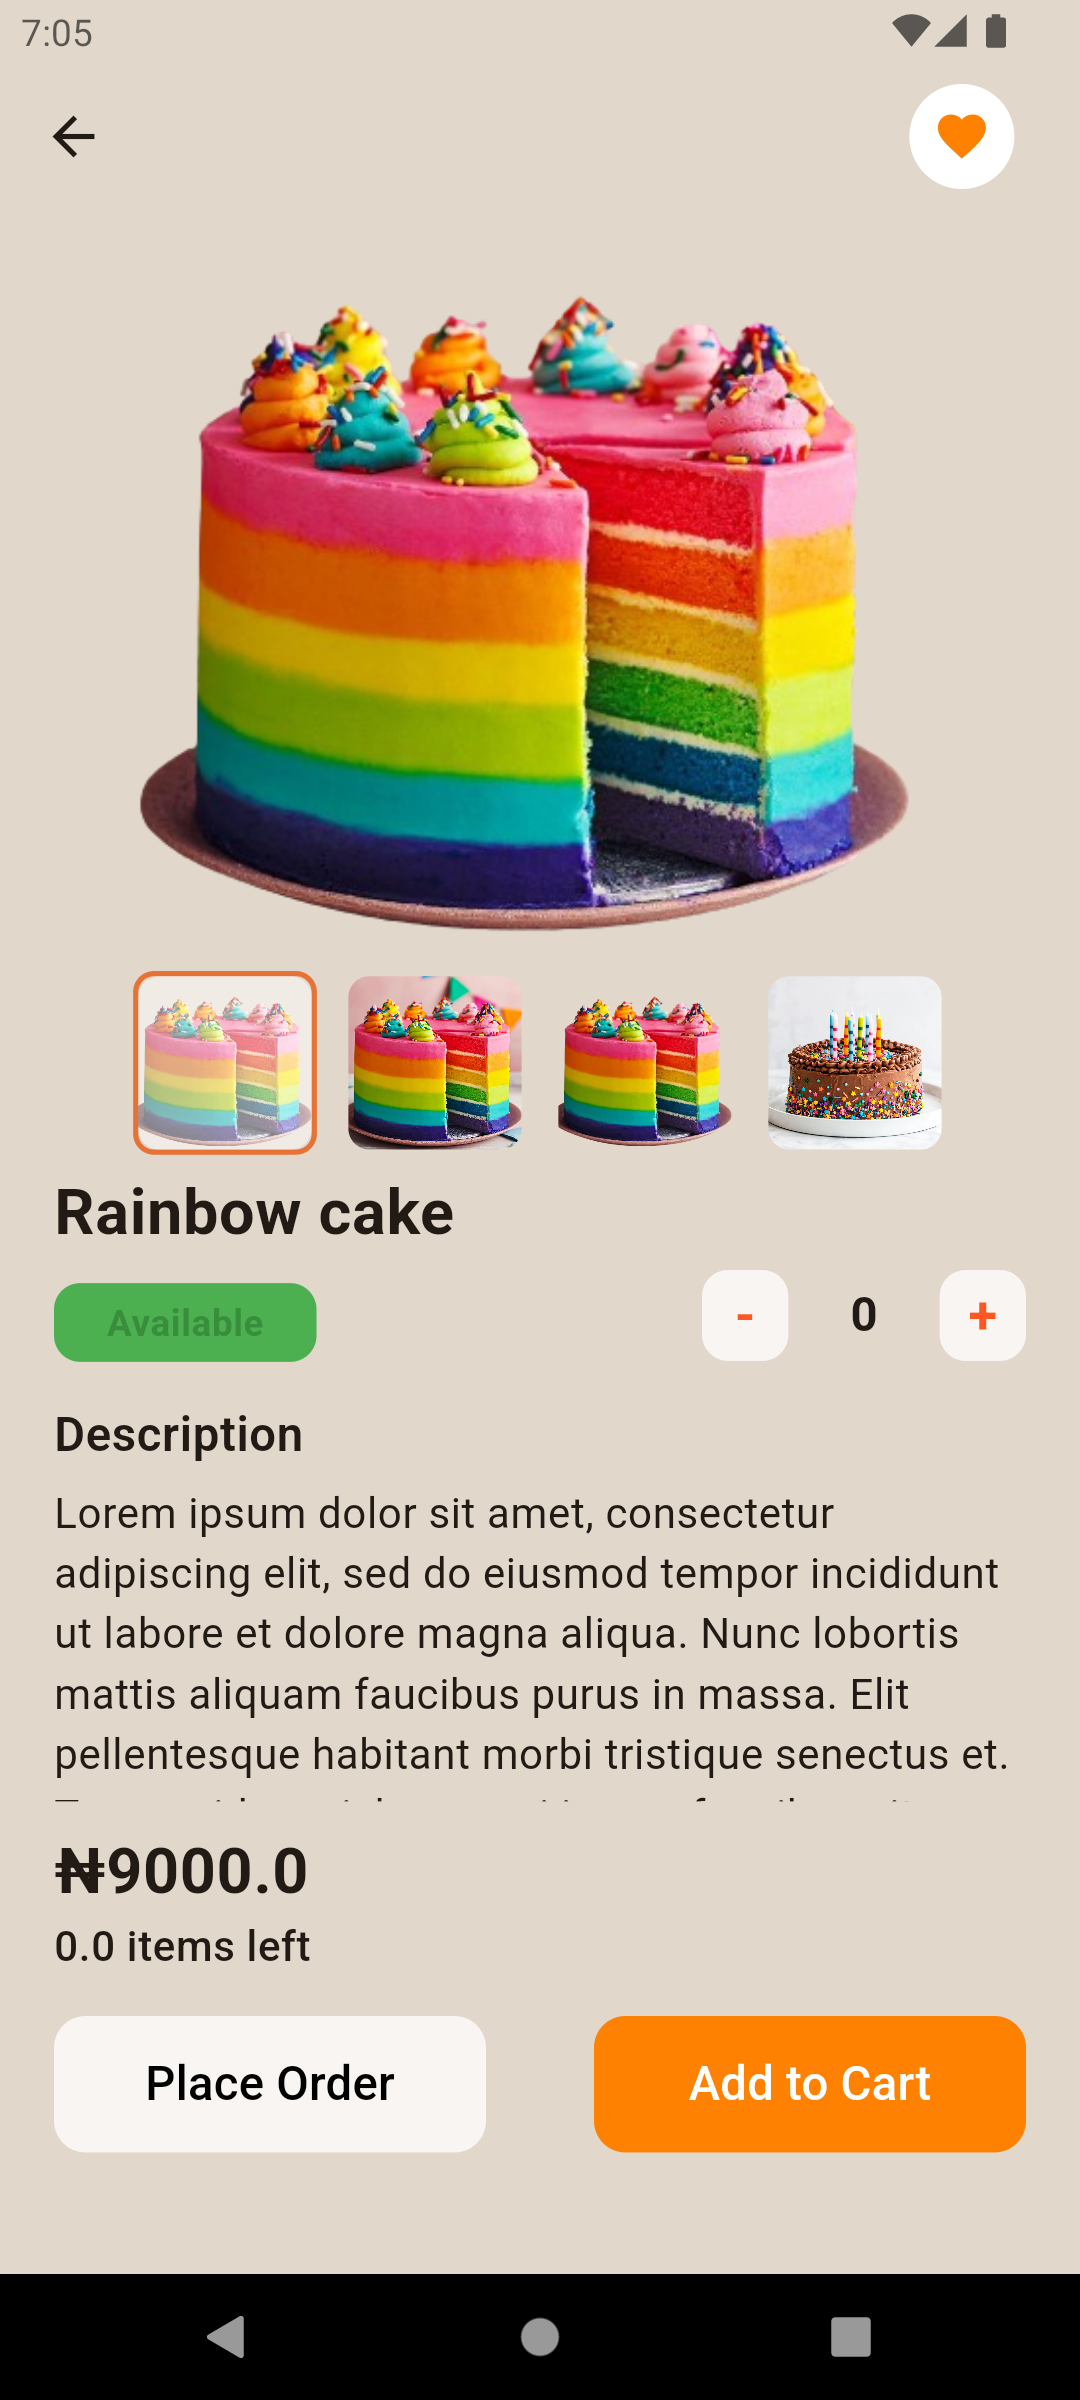 7:05
Rainbow cake
Available
- 0 +
Description
Lorem ipsum dolor sit amet, consectetur
adipiscing elit, sed do eiusmod tempor incididunt
ut labore et dolore magna aliqua. Nunc lobortis
mattis aliquam faucibus purus in massa. Elit
pellentesque habitant morbi tristique senectus et.
₦9000.0
0.0 items left
Place Order
Add to Cart